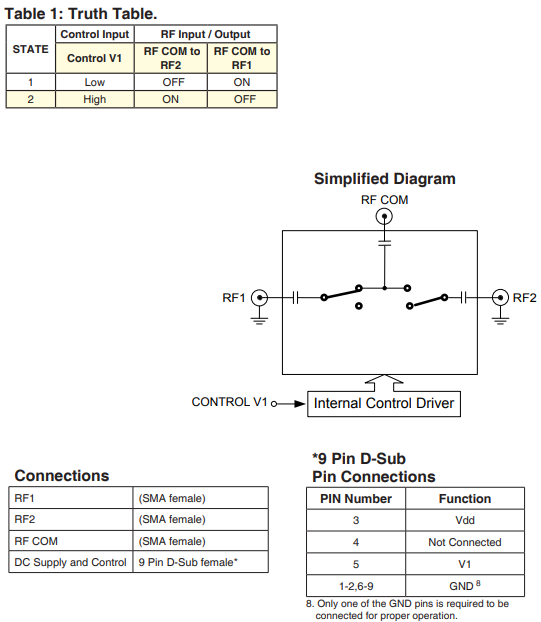 Table 1: Truth Table.
STATE
Control Input
RF Input / Output
Control V1
RF COM to
RF2
RF COM to
RF1
1
Low
OFF
ON
2
High
ON
OFF
Simplified Diagram
RF COM
RF1
RF2
CONTROL V1
Internal Control Driver
Connections
RF1
(SMA female)
RF2
(SMA female)
RF COM
(SMA female)
DC Supply and Control
9 Pin D-Sub female*
*9 Pin D-Sub
Pin Connections
PIN Number
Function
3
Vdd
4
Not Connected
5
V1
1-2,6-9
GND 8
8. Only one of the GND pins is required to be
connected for proper operation.